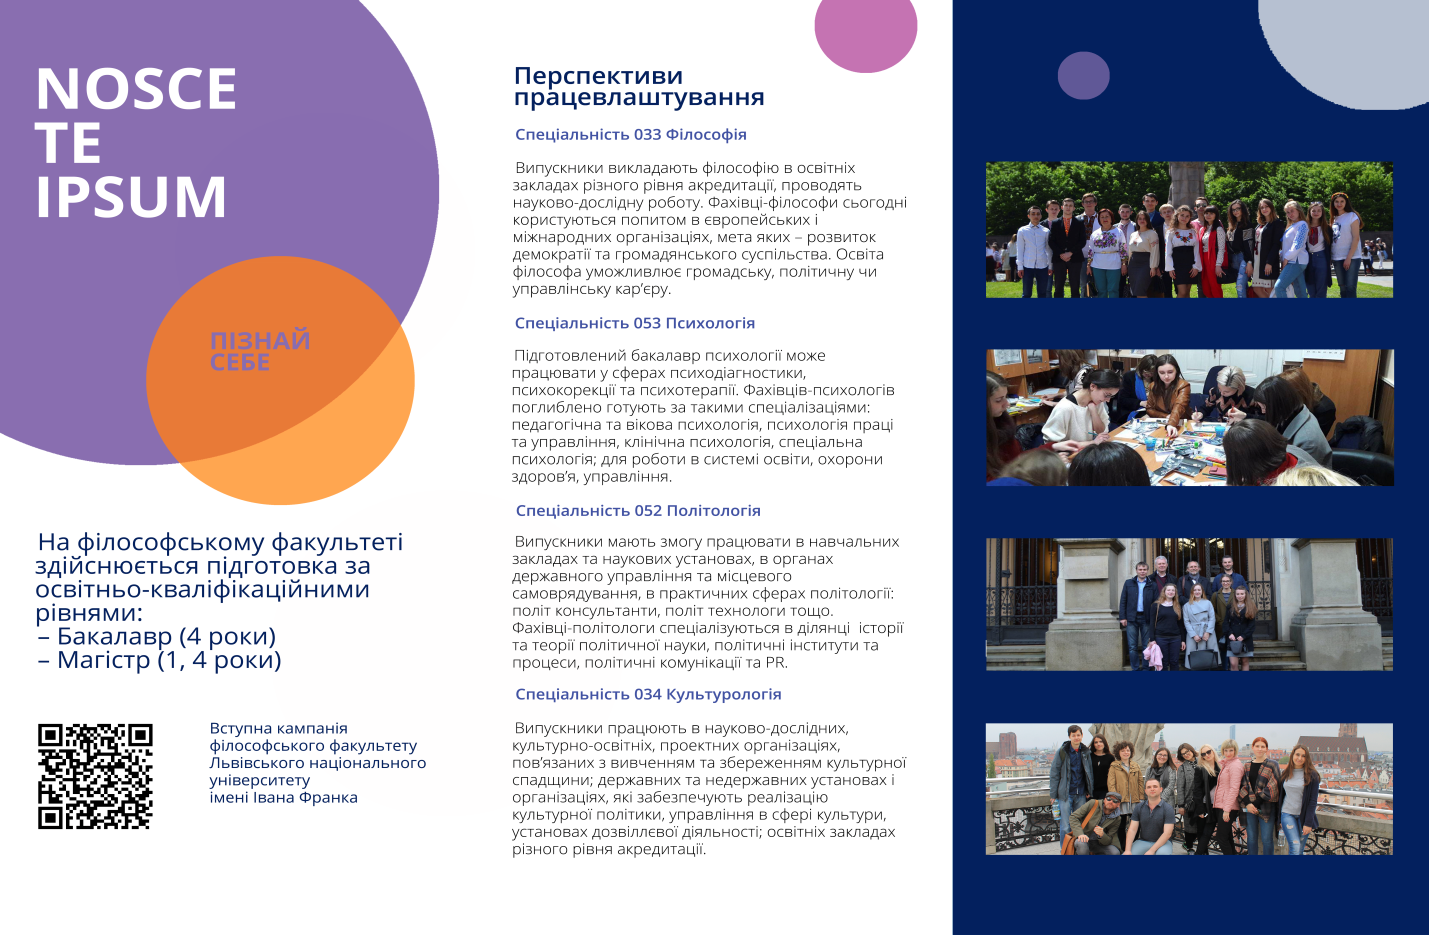 NOSCE
TE
IPSUM
ПІЗНАЙ
СЕБЕ
На філософському факультеті
здійснюється підготовка за
освітньо-кваліфікаційними
рівнями:
– Бакалавр (4 роки)
– Магістр (1, 4 роки)
Вступна кампанія
філософського факультету
Львівського національного
університету
імені Івана Франка
Перспективи
працевлаштування
Спеціальність 033 Філософія
Випускники викладають філософію в освітніх
закладах різного рівня акредитації, проводять
науково-дослідну роботу. Фахівці-філософи сьогодні
користуються попитом в європейських і
міжнародних організаціях, мета яких – розвиток
демократії та громадянського суспільства. Освіта
філософа уможливлює громадську, політичну чи
управлінську кар’єру.
Спеціальність 053 Психологія
Підготовлений бакалавр психології може
працювати у сферах психодіагностики,
психокорекції та психотерапії. Фахівців-психологів
поглиблено готують за такими спеціалізаціями:
педагогічна та вікова психологія, психологія праці
та управління, клінічна психологія, спеціальна
психологія; для роботи в системі освіти, охорони
здоров’я, управління.
Спеціальність 052 Політологія
Випускники мають змогу працювати в навчальних
закладах та наукових установах, в органах
державного управління та місцевого
самоврядування, в практичних сферах політології:
політ консультанти, політ технологи тощо.
Фахівці-політологи спеціалізуються в ділянці історії
та теорії політичної науки, політичні інститути та
процеси, політичні комунікації та PR.
Спеціальність 034 Культурологія
Випускники працюють в науково-дослідних,
культурно-освітніх, проектних організаціях,
пов’язаних з вивченням та збереженням культурної
спадщини; державних та недержавних установах і
організаціях, які забезпечують реалізацію
культурної політики, управління в сфері культури,
установах дозвіллєвої діяльності; освітніх закладах
різного рівня акредитації.